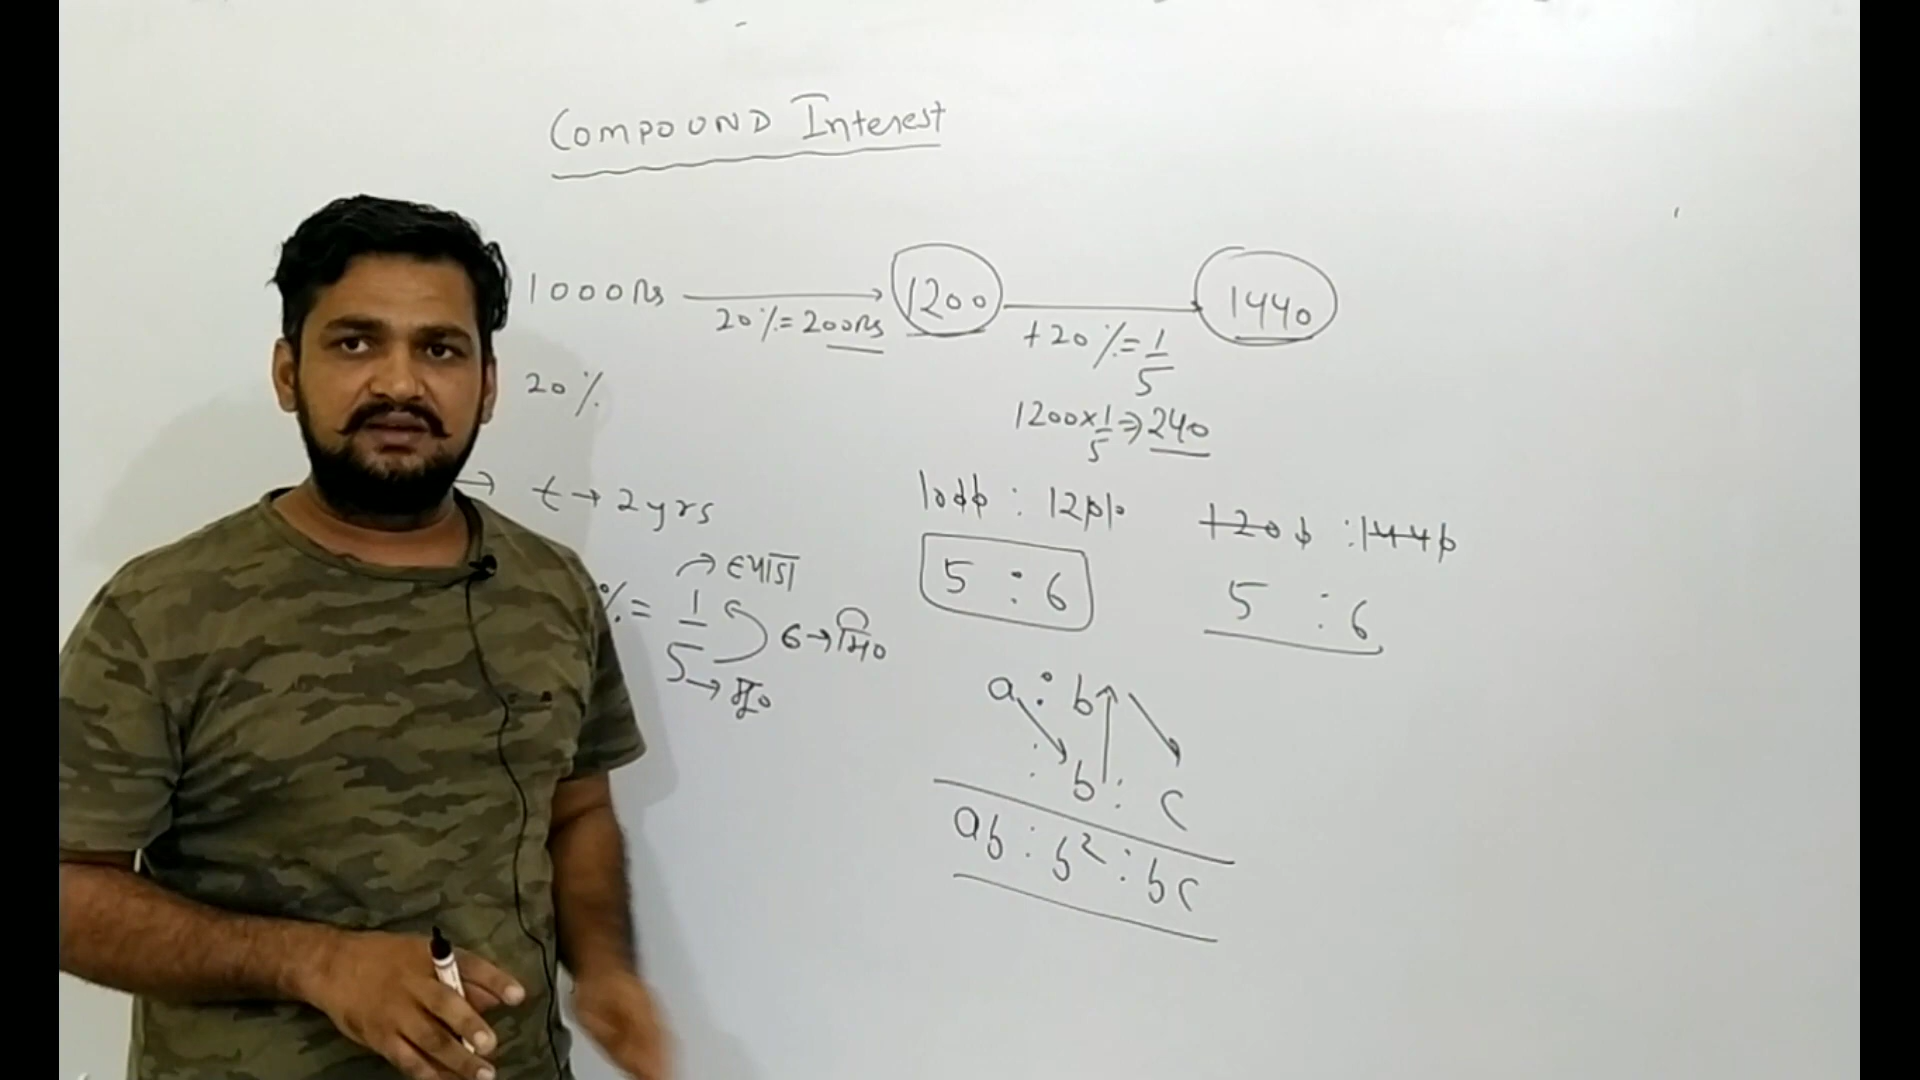 COMPOUND Interest
1000Rs → 1200 → 1440
20%=200Rs
+20%=1/5
20%
1200×1/5⇒240
→ t→2yrs
1000 : 1200
1200 : 1440
5 : 6
5 : 6
→ ब्याज
%= 1/5
6→मि०
→ मू०
a : b
: b : c
ab : b² : bc